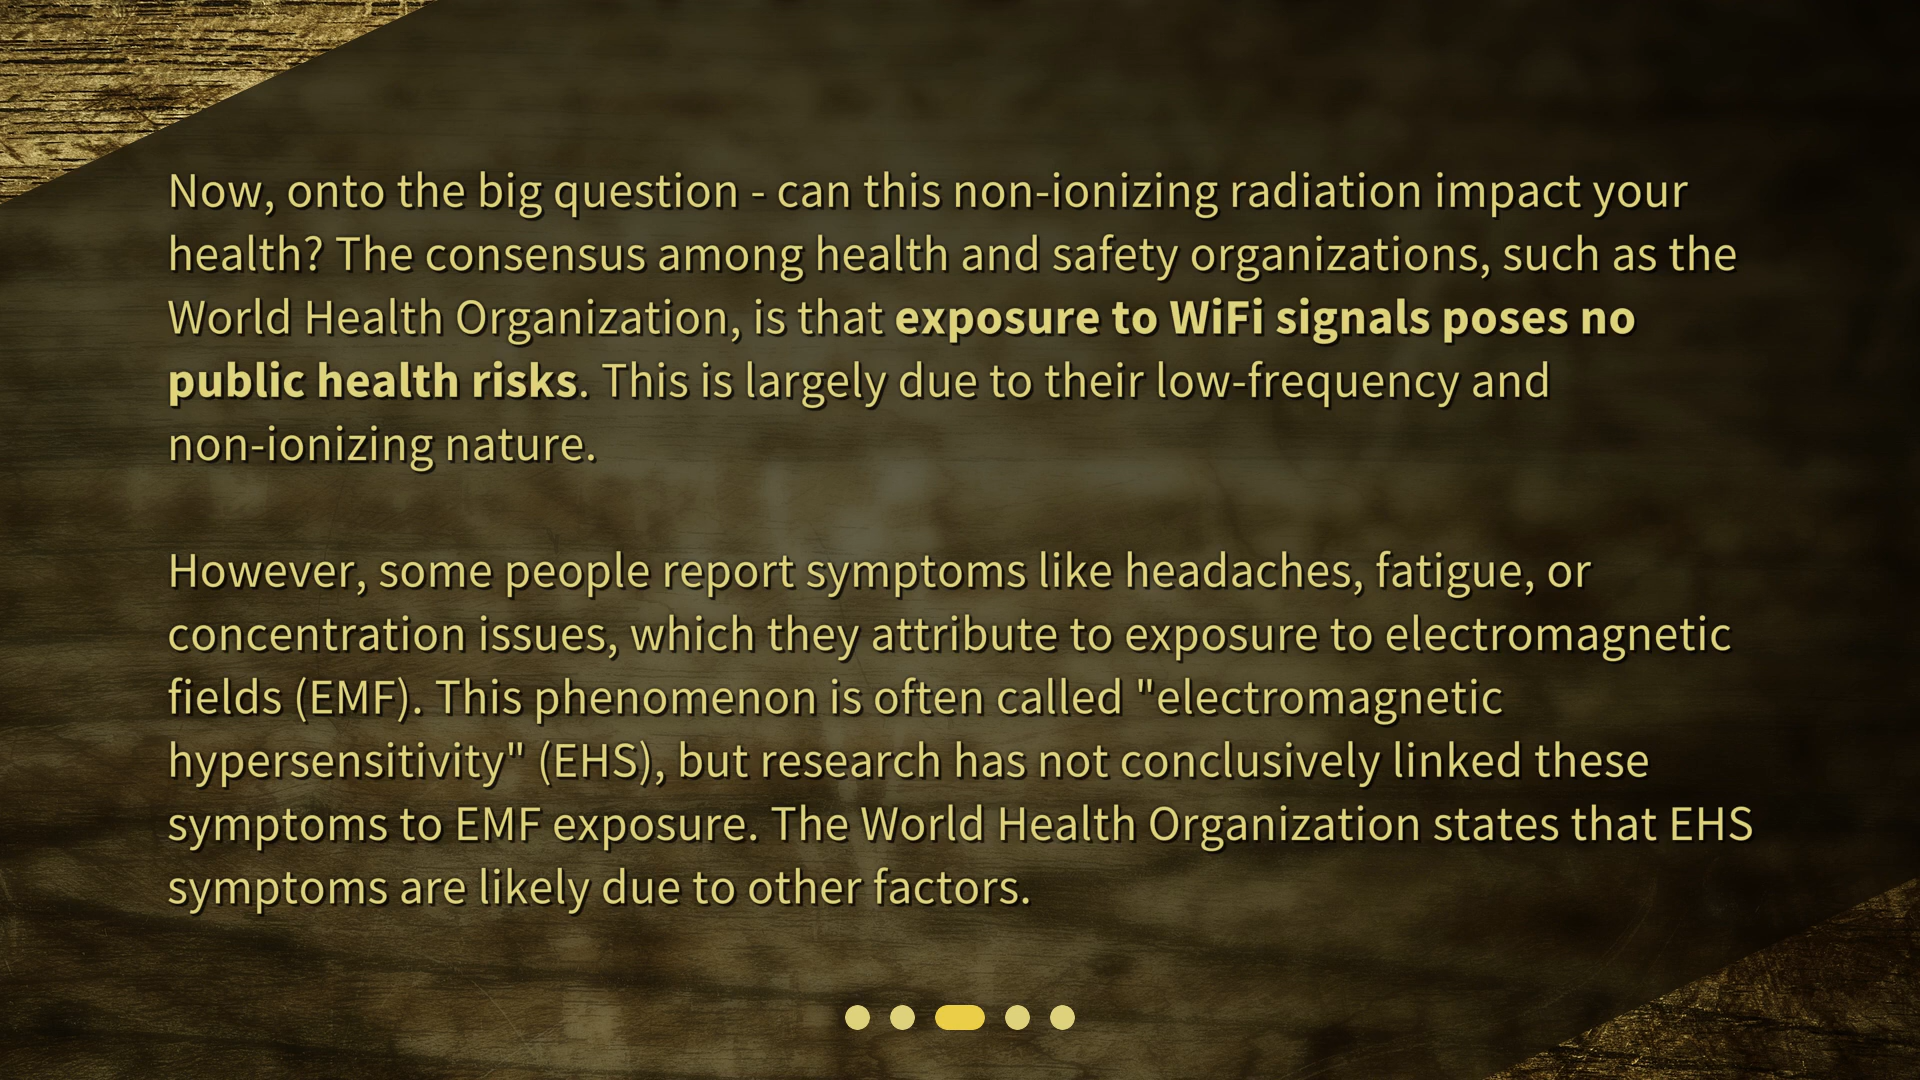 Now, onto the big question - can this non-ionizing radiation impact your
health? The consensus among health and safety organizations, such as the
World Health Organization, is that exposure to WiFi signals poses no
public health risks. This is largely due to their low-frequency and
non-ionizing nature.
However, some people report symptoms like headaches, fatigue, or
concentration issues, which they attribute to exposure to electromagnetic
fields (EMF). This phenomenon is often called "electromagnetic
hypersensitivity" (EHS), but research has not conclusively linked these
symptoms to EMF exposure. The World Health Organization states that EHS
symptoms are likely due to other factors.